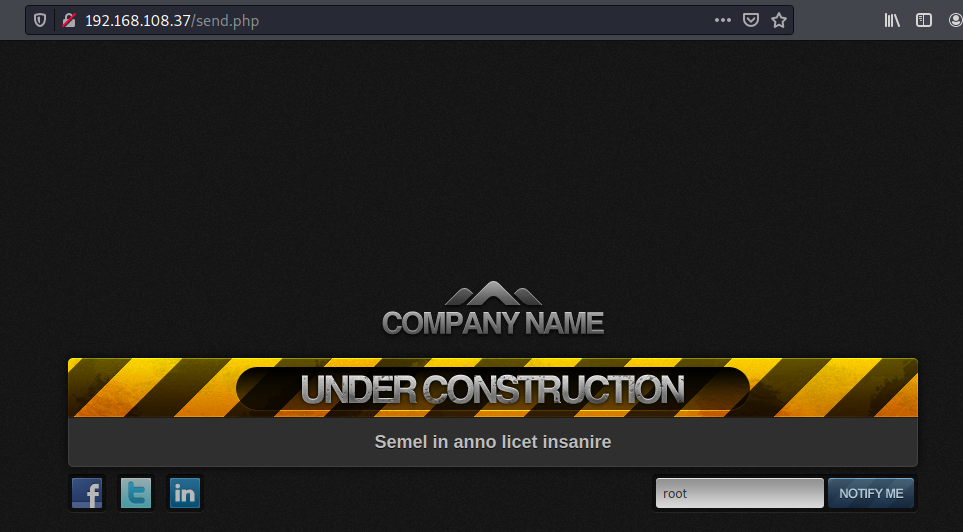 192.168.108.37/send.php
COMPANY NAME
UNDER CONSTRUCTION
Semel in anno licet insanire
f t in root NOTIFY ME